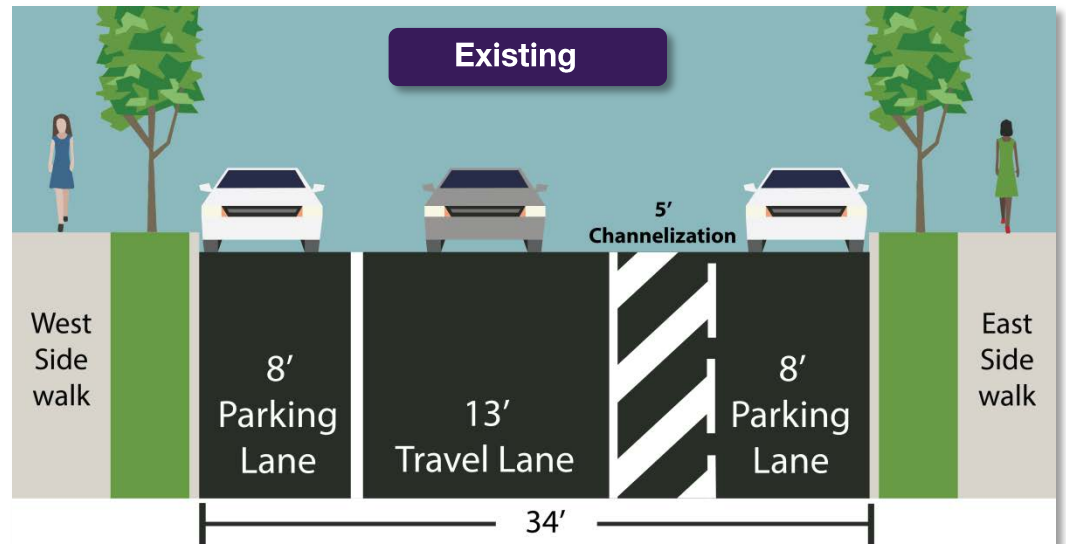 Existing
5′
Channelization
West
Side
walk
8′
Parking
Lane
13′
Travel Lane
8′
Parking
Lane
East
Side
walk
34′